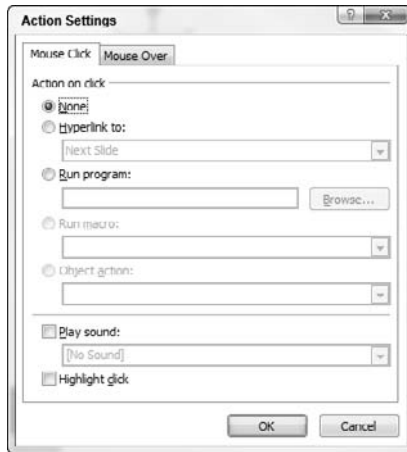 Action Settings
Mouse Click Mouse Over
Action on click
None
Hyperlink to:
Next Slide
Run program:
Browse...
Run macro:
Object action:
Play sound:
[No Sound]
Highlight click
OK Cancel